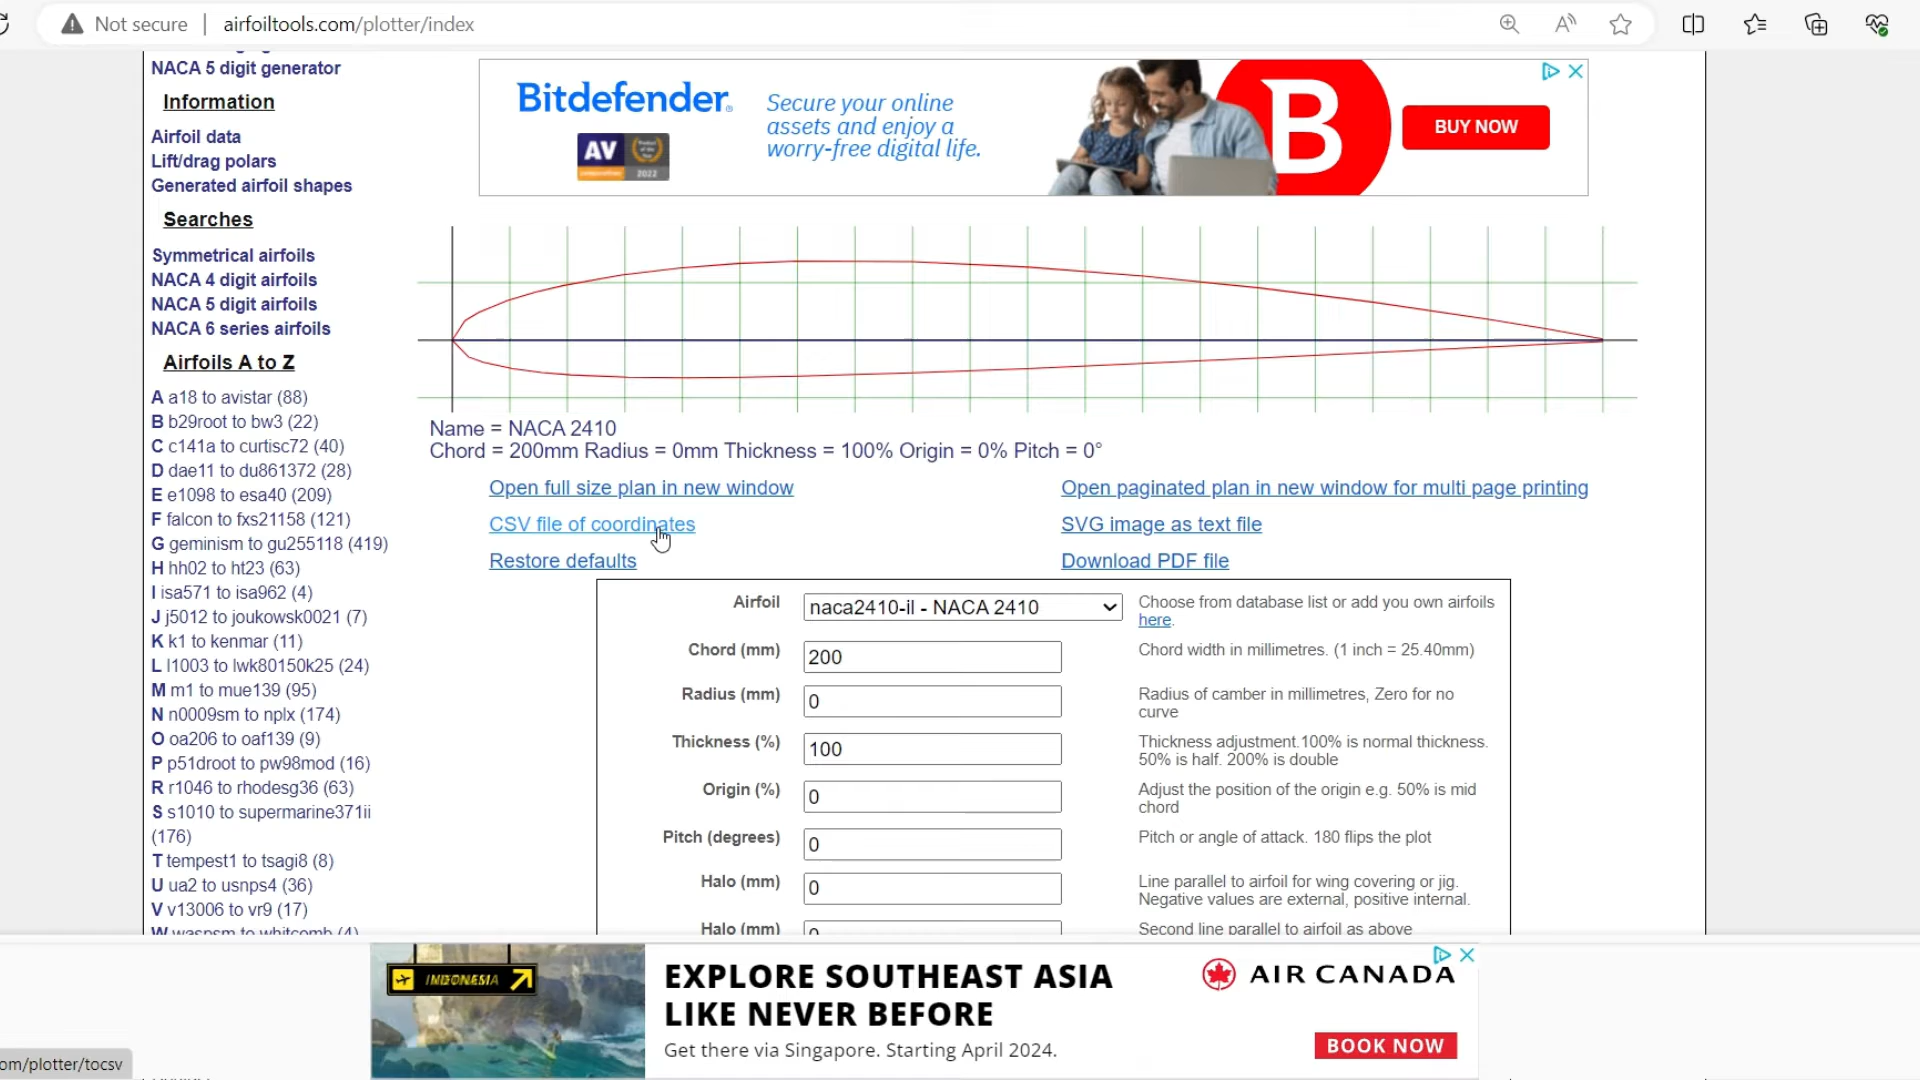 Not secure
airfoiltools.com/plotter/index
NACA 5 digit generator
Information
Airfoil data
Lift/drag polars
Generated airfoil shapes
Searches
Symmetrical airfoils
NACA 4 digit airfoils
NACA 5 digit airfoils
NACA 6 series airfoils
Airfoils A to Z
A a18 to avistar (88)
B b29root to bw3 (22)
C c141a to curtisc72 (40)
D dae11 to du861372 (28)
E e1098 to esa40 (209)
F falcon to fxs21158 (121)
G geminism to gu255118 (419)
H hh02 to ht23 (63)
I isa571 to isa962 (4)
J j5012 to joukowsk0021 (7)
K k1 to kenmar (11)
L l1003 to lwk80150k25 (24)
M m1 to mue139 (95)
N n0009sm to nplx (174)
O oa206 to oaf139 (9)
P p51droot to pw98mod (16)
R r1046 to rhodesg36 (63)
S s1010 to supermarine371ii
(176)
T tempest1 to tsagi8 (8)
U ua2 to usnps4 (36)
V v13006 to vr9 (17)
W waspsm to whitcomb (4)
Bitdefender
AV
2022
Secure your online
assets and enjoy a
worry-free digital life.
B
BUY NOW
Name = NACA 2410
Chord = 200mm Radius = 0mm Thickness = 100% Origin = 0% Pitch = 0°
Open full size plan in new window
Open paginated plan in new window for multi page printing
CSV file of coordinates
SVG image as text file
Restore defaults
Download PDF file
Airfoil
naca2410-il - NACA 2410
Choose from database list or add you own airfoils
here.
Chord (mm)
200
Chord width in millimetres. (1 inch = 25.40mm)
Radius (mm)
0
Radius of camber in millimetres, Zero for no
curve
Thickness (%)
100
Thickness adjustment.100% is normal thickness.
50% is half. 200% is double
Origin (%)
0
Adjust the position of the origin e.g. 50% is mid
chord
Pitch (degrees)
0
Pitch or angle of attack. 180 flips the plot
Halo (mm)
0
Line parallel to airfoil for wing covering or jig.
Negative values are external, positive internal.
Halo (mm)
0
Second line parallel to airfoil as above
INDONESIA
EXPLORE SOUTHEAST ASIA
LIKE NEVER BEFORE
Get there via Singapore. Starting April 2024.
AIR CANADA
BOOK NOW
om/plotter/tocsv